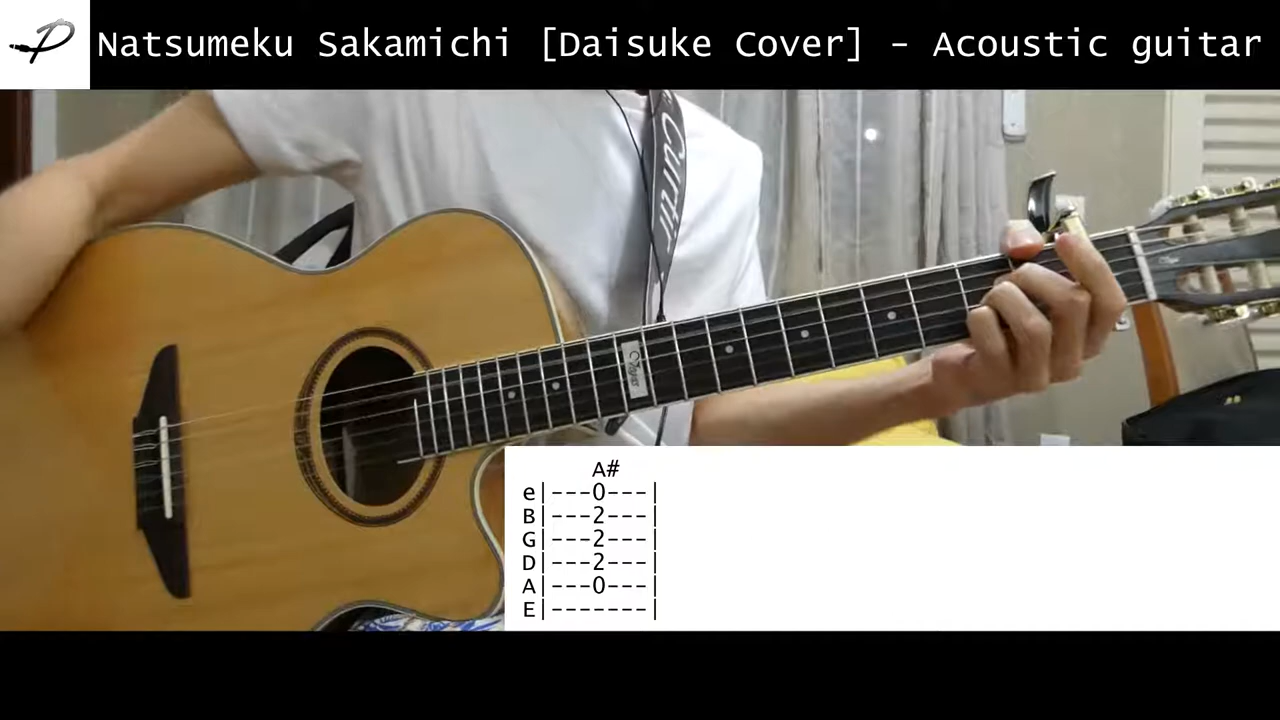 Natsumeku Sakamichi [Daisuke Cover] - Acoustic guitar
A#
e|---0---|
B|---2---|
G|---2---|
D|---2---|
A|---0---|
E|-------|